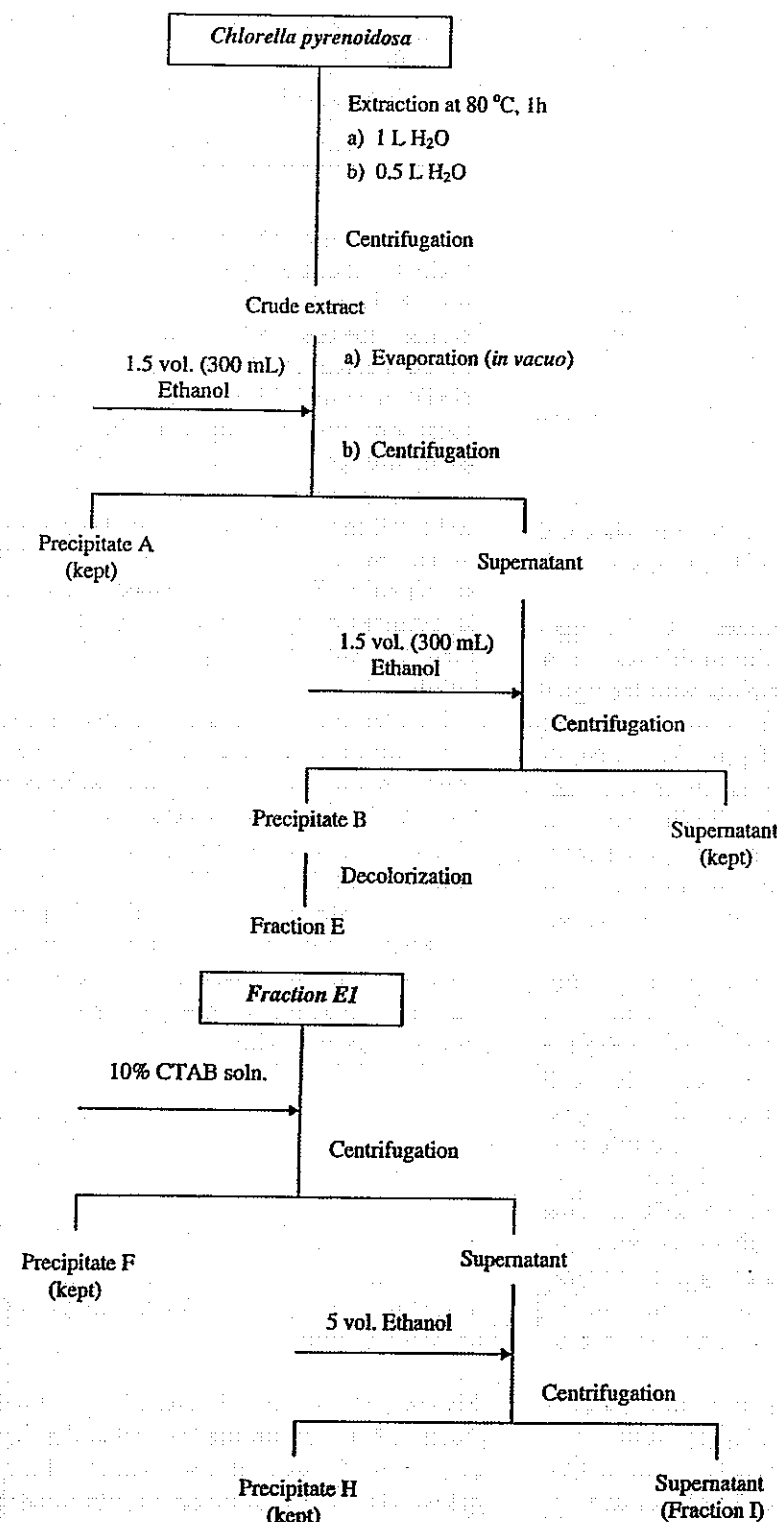 Chlorella pyrenoidosa
Extraction at 80 °C, 1h
a) 1 L H₂O
b) 0.5 L H₂O
Centrifugation
Crude extract
1.5 vol. (300 mL)
Ethanol
a) Evaporation (in vacuo)
b) Centrifugation
Precipitate A
(kept)
Supernatant
1.5 vol. (300 mL)
Ethanol
Centrifugation
Precipitate B
Supernatant
(kept)
Decolorization
Fraction E
Fraction E1
10% CTAB soln.
Centrifugation
Precipitate F
(kept)
Supernatant
5 vol. Ethanol
Centrifugation
Precipitate H
(kept)
Supernatant
(Fraction I)